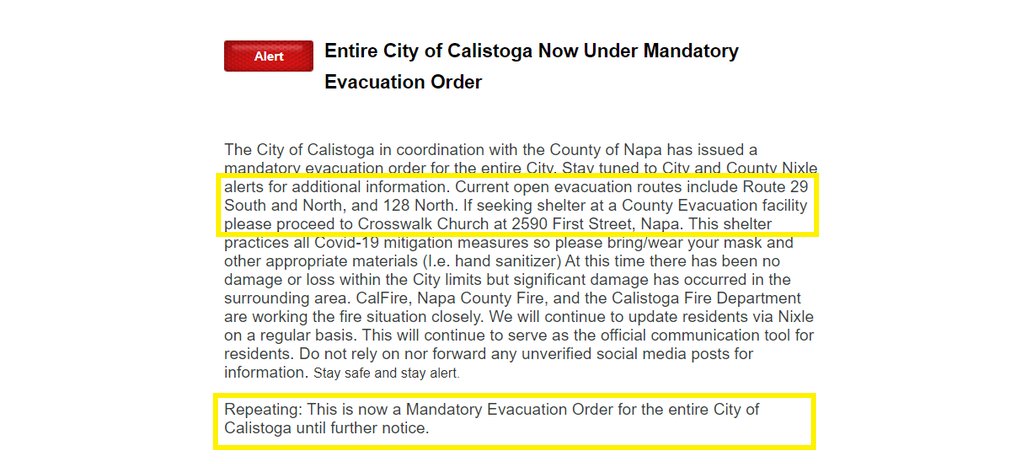 Alert
Entire City of Calistoga Now Under Mandatory
Evacuation Order
The City of Calistoga in coordination with the County of Napa has issued a
mandatory evacuation order for the entire City. Stay tuned to City and County Nixle
alerts for additional information. Current open evacuation routes include Route 29
South and North, and 128 North. If seeking shelter at a County Evacuation facility
please proceed to Crosswalk Church at 2590 First Street, Napa. This shelter
practices all Covid-19 mitigation measures so please bring/wear your mask and
other appropriate materials (I.e. hand sanitizer) At this time there has been no
damage or loss within the City limits but significant damage has occurred in the
surrounding area. CalFire, Napa County Fire, and the Calistoga Fire Department
are working the fire situation closely. We will continue to update residents via Nixle
on a regular basis. This will continue to serve as the official communication tool for
residents. Do not rely on nor forward any unverified social media posts for
information. Stay safe and stay alert.
Repeating: This is now a Mandatory Evacuation Order for the entire City of
Calistoga until further notice.